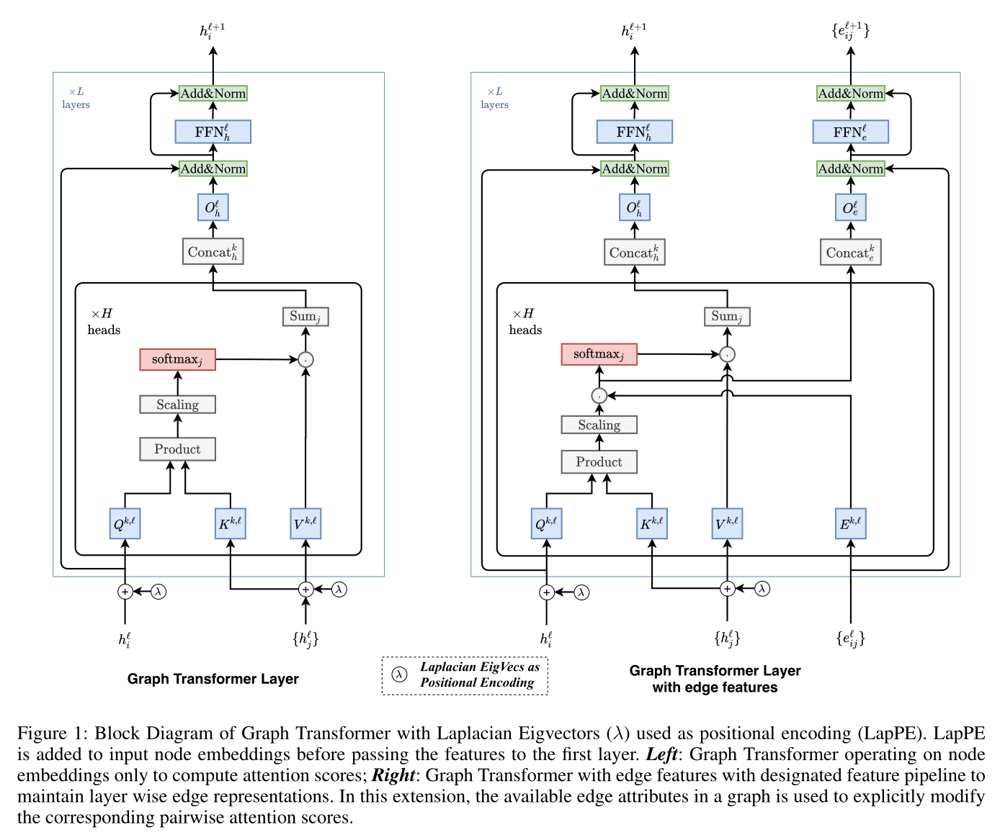 h_i^{ℓ+1}
×L
layers
Add&Norm
FFN_h^ℓ
Add&Norm
O_h^ℓ
Concat_h^k
×H
heads
Sum_j
softmax_j
.
Scaling
Product
Q^{k,ℓ}
K^{k,ℓ}
V^{k,ℓ}
+
λ
+
λ
h_i^ℓ
{h_j^ℓ}
Graph Transformer Layer
h_i^{ℓ+1}
{e_{ij}^{ℓ+1}}
×L
layers
Add&Norm
Add&Norm
FFN_h^ℓ
FFN_e^ℓ
Add&Norm
Add&Norm
O_h^ℓ
O_e^ℓ
Concat_h^k
Concat_e^k
×H
heads
Sum_j
softmax_j
.
.
Scaling
Product
Q^{k,ℓ}
K^{k,ℓ}
V^{k,ℓ}
E^{k,ℓ}
+
λ
+
λ
h_i^ℓ
{h_j^ℓ}
{e_{ij}^ℓ}
Graph Transformer Layer
with edge features
λ
Laplacian EigVecs as
Positional Encoding
Figure 1: Block Diagram of Graph Transformer with Laplacian Eigvectors (λ) used as positional encoding (LapPE). LapPE
is added to input node embeddings before passing the features to the first layer. Left: Graph Transformer operating on node
embeddings only to compute attention scores; Right: Graph Transformer with edge features with designated feature pipeline to
maintain layer wise edge representations. In this extension, the available edge attributes in a graph is used to explicitly modify
the corresponding pairwise attention scores.